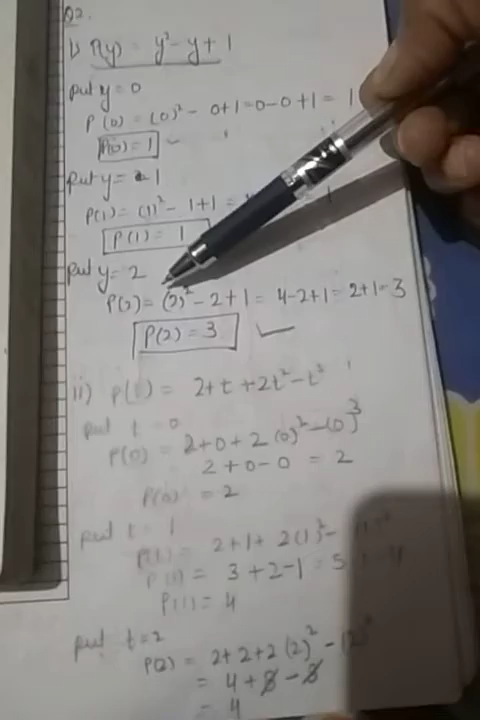 Q2.
i) P(y) = y² - y + 1
put y = 0
P(0) = (0)² - 0+1 = 0-0+1 = 1
P(0) = 1
put y = 1
P(1) = (1)² - 1+1 = 1
P(1) = 1
put y = 2
P(2) = (2)² - 2+1 = 4-2+1 = 2+1 = 3
P(2) = 3
ii) P(t) = 2+t+2t²-t³
put t = 0
P(0) = 2+0+2(0)²-(0)³
2+0-0 = 2
P(0) = 2
put t = 1
P(1) = 2+1+2(1)²-
P(1) = 3+2-1 = 5
P(1) = 4
put t=2
P(2) = 2+2+2(2)²-(2)
= 4+8-8
= 4